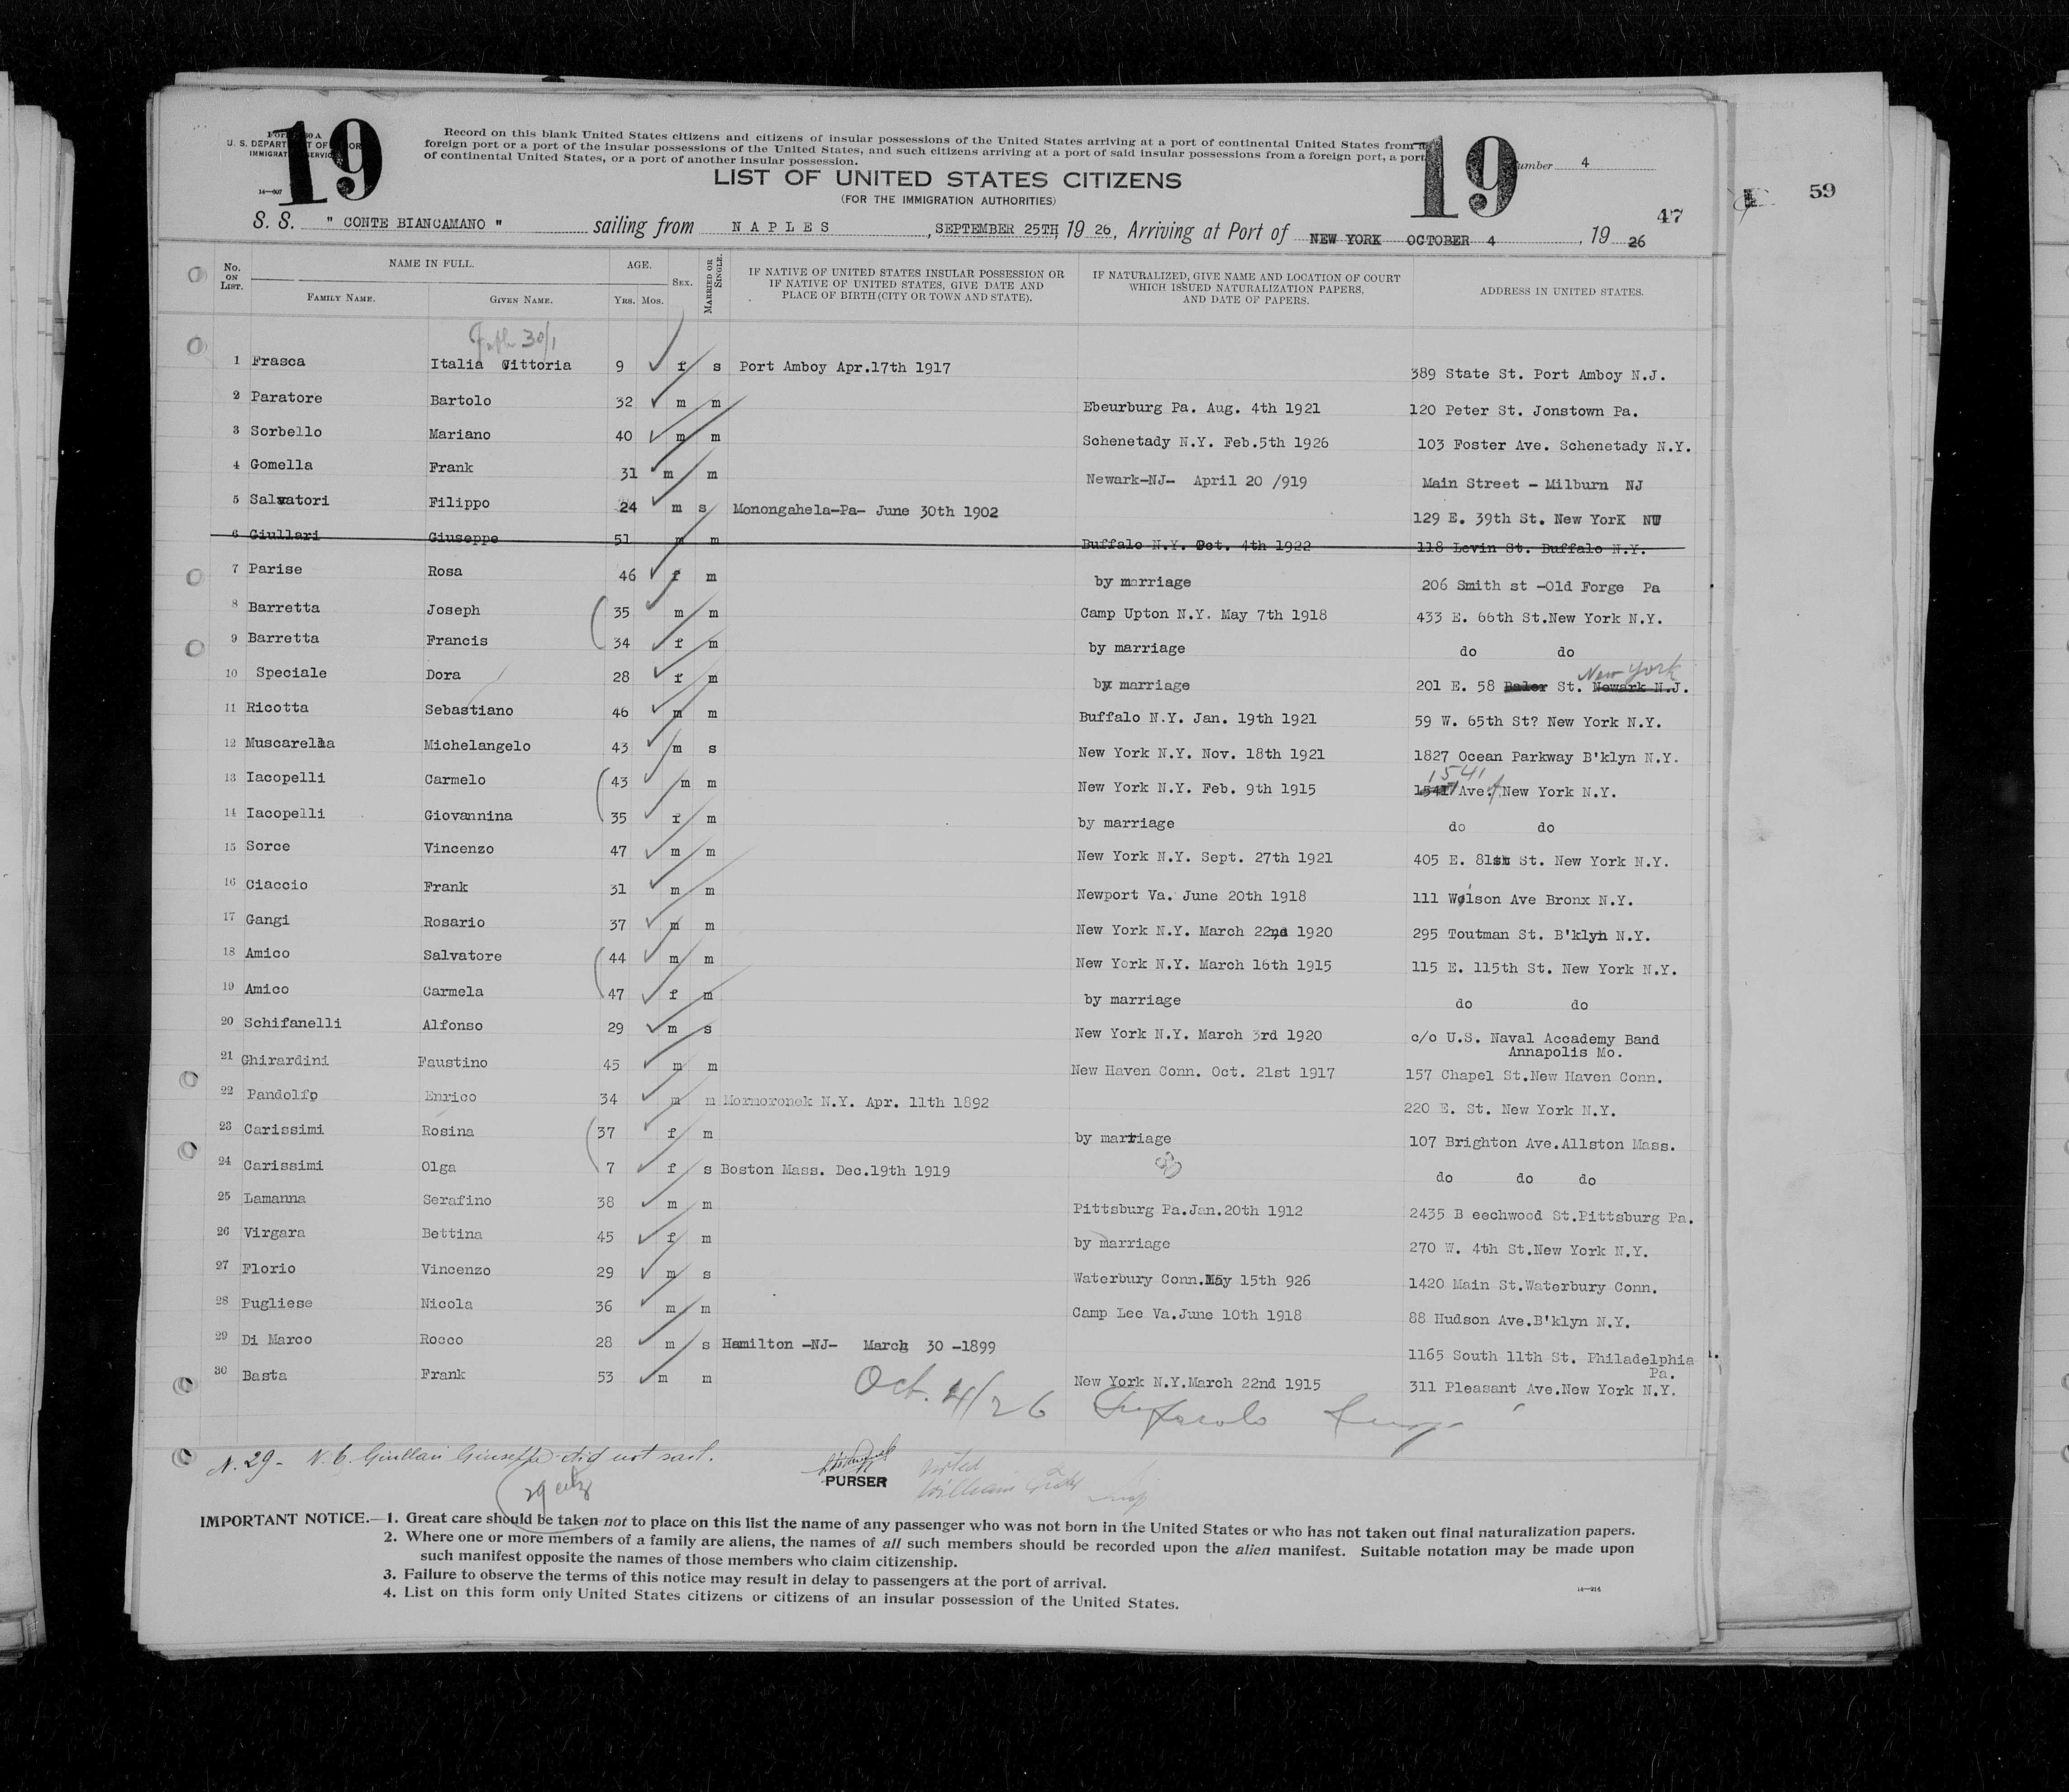 19
19
U. S. DEPARTMENT OF LABOR
IMMIGRATION SERVICE
14—607
Record on this blank United States citizens and citizens of insular possessions of the United States arriving at a port of continental United States from a
foreign port or a port of the insular possessions of the United States, and such citizens arriving at a port of said insular possessions from a foreign port, a port
of continental United States, or a port of another insular possession.
umber 4
LIST OF UNITED STATES CITIZENS
(FOR THE IMMIGRATION AUTHORITIES)
59
47
S. S. " CONTE BIANCAMANO " sailing from NAPLES, SEPTEMBER 25TH, 19 26, Arriving at Port of NEW YORK OCTOBER 4, 19 26
No. ON LIST. NAME IN FULL. AGE. SEX. MARRIED OR SINGLE. IF NATIVE OF UNITED STATES INSULAR POSSESSION OR IF NATIVE OF UNITED STATES, GIVE DATE AND PLACE OF BIRTH (CITY OR TOWN AND STATE). IF NATURALIZED, GIVE NAME AND LOCATION OF COURT WHICH ISSUED NATURALIZATION PAPERS, AND DATE OF PAPERS. ADDRESS IN UNITED STATES.
FAMILY NAME. GIVEN NAME. YRS. MOS.
30/1
1 Frasca Italia Vittoria 9 f s Port Amboy Apr.17th 1917 389 State St. Port Amboy N.J.
2 Paratore Bartolo 32 m m Ebeurburg Pa. Aug. 4th 1921 120 Peter St. Jonstown Pa.
3 Sorbello Mariano 40 m m Schenetady N.Y. Feb.5th 1926 103 Foster Ave. Schenetady N.Y.
4 Gomella Frank 31 m m Newark-NJ- April 20 /919 Main Street - Milburn NJ
5 Salvatori Filippo 24 m s Monongahela-Pa- June 30th 1902 129 E. 39th St. New YorK NY
6 Giullari Giuseppe 51 m m Buffalo N.Y. Oct. 4th 1922 118 Levin St. Buffalo N.Y.
7 Parise Rosa 46 f m by marriage 206 Smith st -Old Forge Pa
8 Barretta Joseph 35 m m Camp Upton N.Y. May 7th 1918 433 E. 66th St.New York N.Y.
9 Barretta Francis 34 f m by marriage do do
New York
10 Speciale Dora 28 f m by marriage 201 E. 58 Baler St. Newark N.J.
11 Ricotta Sebastiano 46 m m Buffalo N.Y. Jan. 19th 1921 59 W. 65th St? New York N.Y.
12 Muscarella Michelangelo 43 m s New York N.Y. Nov. 18th 1921 1827 Ocean Parkway B'klyn N.Y.
1541
13 Iacopelli Carmelo 43 m m New York N.Y. Feb. 9th 1915 1541 Ave. New York N.Y.
14 Iacopelli Giovannina 35 f m by marriage do do
15 Sorce Vincenzo 47 m m New York N.Y. Sept. 27th 1921 405 E. 81st St. New York N.Y.
16 Ciaccio Frank 31 m m Newport Va. June 20th 1918 111 Wilson Ave Bronx N.Y.
17 Gangi Rosario 37 m m New York N.Y. March 22nd 1920 295 Toutman St. B'klyn N.Y.
18 Amico Salvatore 44 m m New York N.Y. March 16th 1915 115 E. 115th St. New York N.Y.
19 Amico Carmela 47 f m by marriage do do
20 Schifanelli Alfonso 29 m s New York N.Y. March 3rd 1920 c/o U.S. Naval Accademy Band
Annapolis Mo.
21 Ghirardini Faustino 45 m m New Haven Conn. Oct. 21st 1917 157 Chapel St.New Haven Conn.
22 Pandolfo Enrico 34 m m Mormoronek N.Y. Apr. 11th 1892 220 E. St. New York N.Y.
23 Carissimi Rosina 37 f m by marriage 107 Brighton Ave.Allston Mass.
24 Carissimi Olga 7 f s Boston Mass. Dec.19th 1919 do do do
25 Lamanna Serafino 38 m m Pittsburg Pa.Jan.20th 1912 2435 B eechwood St.Pittsburg Pa.
26 Virgara Bettina 45 f m by marriage 270 W. 4th St.New York N.Y.
27 Florio Vincenzo 29 m s Waterbury Conn.May 15th 926 1420 Main St.Waterbury Conn.
28 Pugliese Nicola 36 m m Camp Lee Va.June 10th 1918 88 Hudson Ave.B'klyn N.Y.
29 Di Marco Rocco 28 m s Hamilton -NJ- March 30 -1899 1165 South 11th St. Philadelphia
Pa.
30 Basta Frank 53 m m New York N.Y.March 22nd 1915 311 Pleasant Ave.New York N.Y.
Oct. 4/26
N. 29 - N. 6. Giullari Giuseppe did not sail.
PURSER
29
William
IMPORTANT NOTICE.—1. Great care should be taken not to place on this list the name of any passenger who was not born in the United States or who has not taken out final naturalization papers.
2. Where one or more members of a family are aliens, the names of all such members should be recorded upon the alien manifest. Suitable notation may be made upon
such manifest opposite the names of those members who claim citizenship.
3. Failure to observe the terms of this notice may result in delay to passengers at the port of arrival.
4. List on this form only United States citizens or citizens of an insular possession of the United States.
14—214